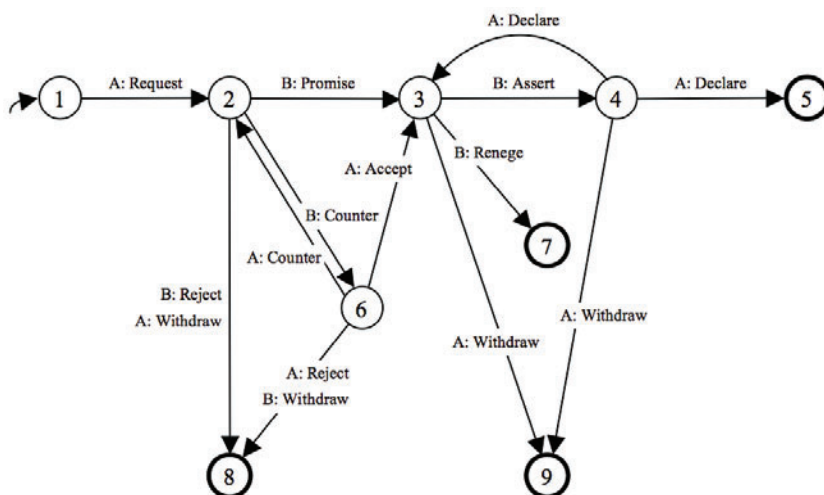 A: Declare
1
A: Request
2
B: Promise
3
B: Assert
4
A: Declare
5
B: Renege
A: Accept
B: Counter
A: Counter
7
6
B: Reject
A: Withdraw
A: Withdraw
A: Withdraw
A: Reject
B: Withdraw
8
9